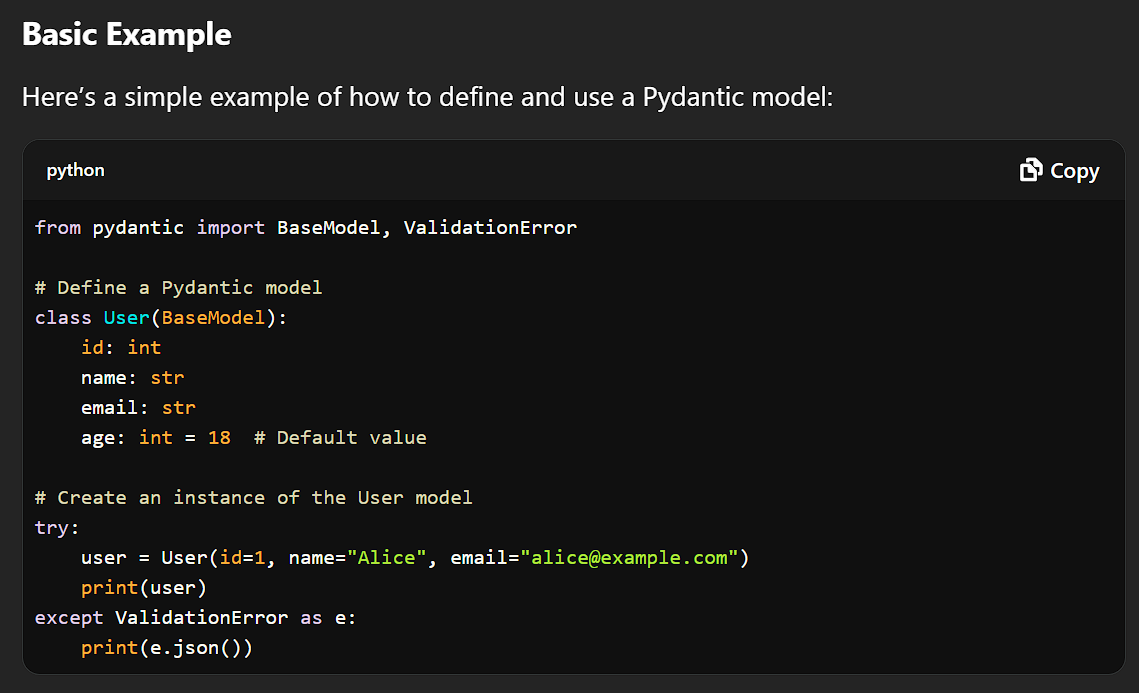 Basic Example
Here’s a simple example of how to define and use a Pydantic model:
python
Copy
from pydantic import BaseModel, ValidationError
# Define a Pydantic model
class User(BaseModel):
    id: int
    name: str
    email: str
    age: int = 18  # Default value
# Create an instance of the User model
try:
    user = User(id=1, name="Alice", email="alice@example.com")
    print(user)
except ValidationError as e:
    print(e.json())